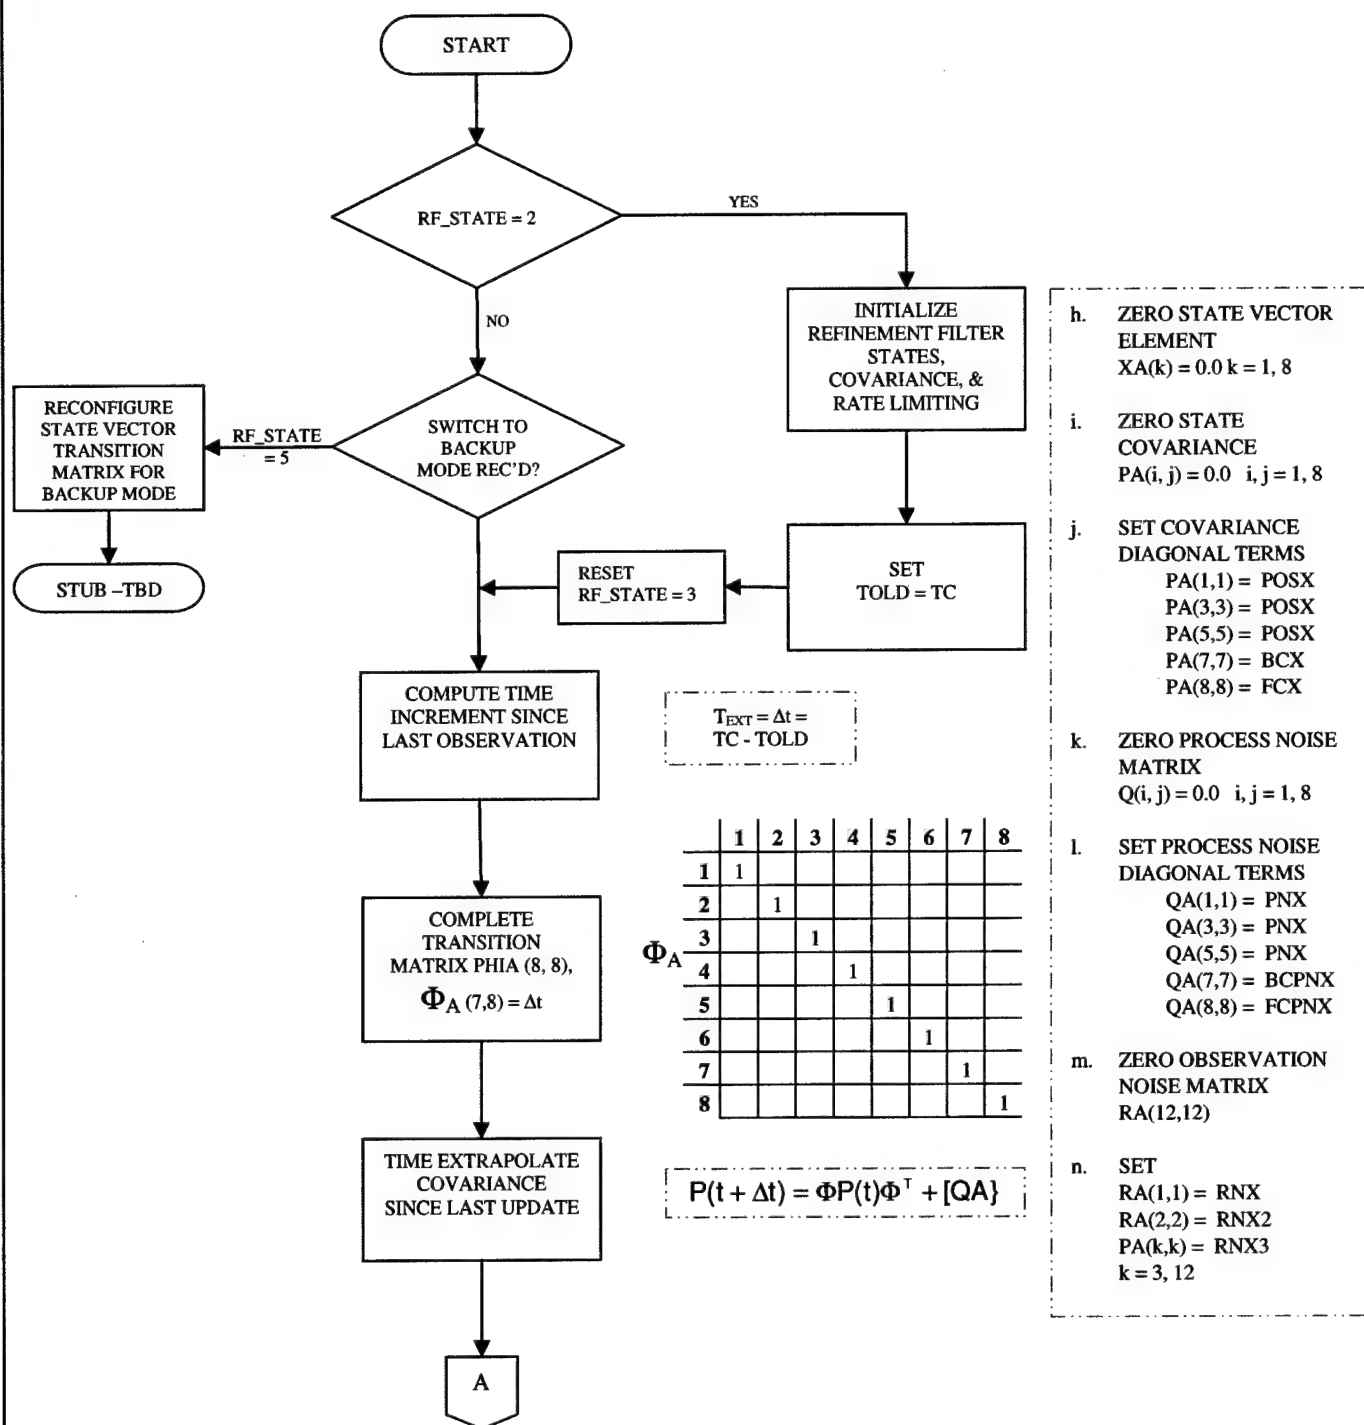 START
RF_STATE = 2
YES
NO
INITIALIZE
REFINEMENT FILTER
STATES,
COVARIANCE, &
RATE LIMITING
SWITCH TO
BACKUP
MODE REC'D?
RF_STATE
= 5
RECONFIGURE
STATE VECTOR
TRANSITION
MATRIX FOR
BACKUP MODE
STUB –TBD
SET
TOLD = TC
RESET
RF_STATE = 3
COMPUTE TIME
INCREMENT SINCE
LAST OBSERVATION
T_EXT = Δt =
TC - TOLD
COMPLETE
TRANSITION
MATRIX PHIA (8, 8),
Φ_A (7,8) = Δt
1 2 3 4 5 6 7 8
1 1
2 1
3 1
Φ_A
4 1
5 1
6 1
7 1
8 1
TIME EXTRAPOLATE
COVARIANCE
SINCE LAST UPDATE
P(t + Δt) = ΦP(t)Φᵀ + [QA}
A
h. ZERO STATE VECTOR
ELEMENT
XA(k) = 0.0 k = 1, 8
i. ZERO STATE
COVARIANCE
PA(i, j) = 0.0 i, j = 1, 8
j. SET COVARIANCE
DIAGONAL TERMS
PA(1,1) = POSX
PA(3,3) = POSX
PA(5,5) = POSX
PA(7,7) = BCX
PA(8,8) = FCX
k. ZERO PROCESS NOISE
MATRIX
Q(i, j) = 0.0 i, j = 1, 8
l. SET PROCESS NOISE
DIAGONAL TERMS
QA(1,1) = PNX
QA(3,3) = PNX
QA(5,5) = PNX
QA(7,7) = BCPNX
QA(8,8) = FCPNX
m. ZERO OBSERVATION
NOISE MATRIX
RA(12,12)
n. SET
RA(1,1) = RNX
RA(2,2) = RNX2
PA(k,k) = RNX3
k = 3, 12